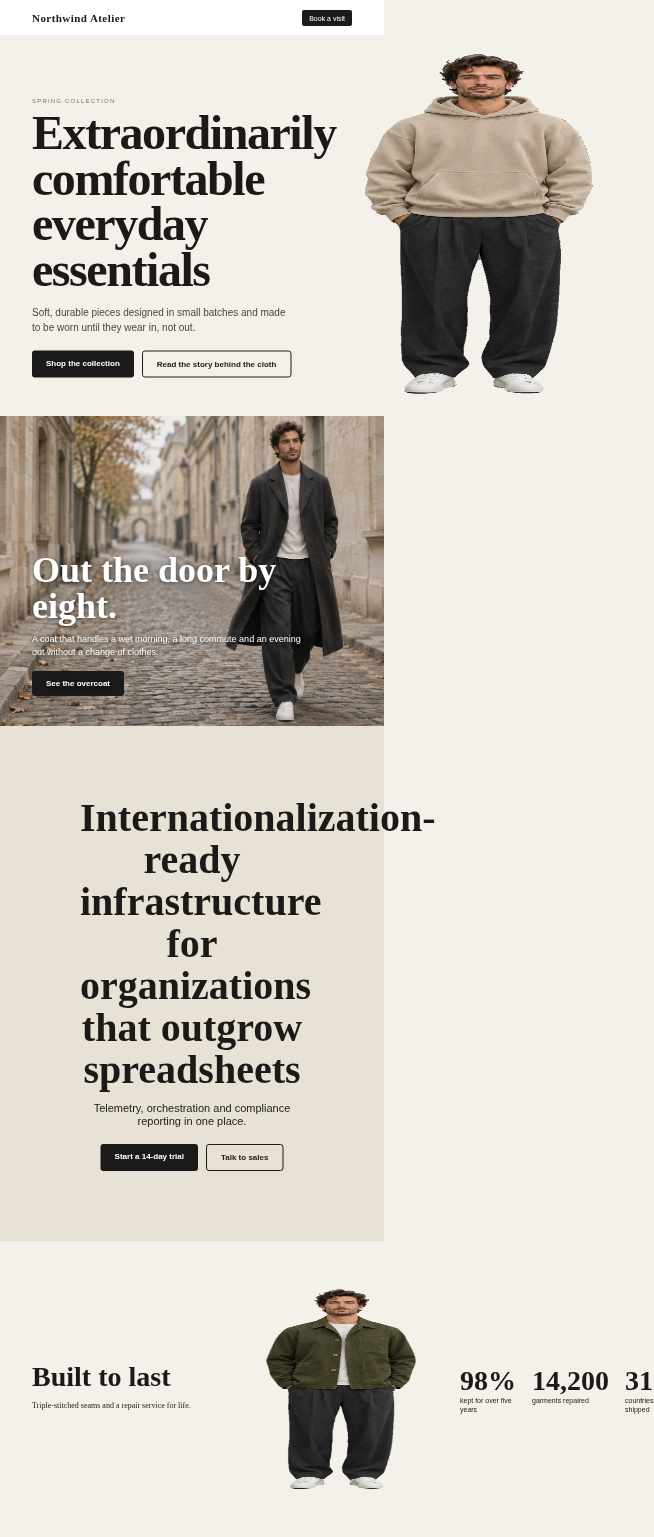 Northwind Atelier
Book a visit
SPRING COLLECTION
Extraordinarily
comfortable
everyday
essentials
Soft, durable pieces designed in small batches and made
to be worn until they wear in, not out.
Shop the collection
Read the story behind the cloth
Out the door by
eight.
A coat that handles a wet morning, a long commute and an evening
out without a change of clothes.
See the overcoat
Internationalization-
ready
infrastructure
for
organizations
that outgrow
spreadsheets
Telemetry, orchestration and compliance
reporting in one place.
Start a 14-day trial
Talk to sales
Built to last
Triple-stitched seams and a repair service for life.
98%
kept for over five
years
14,200
garments repaired
31
countries
shipped